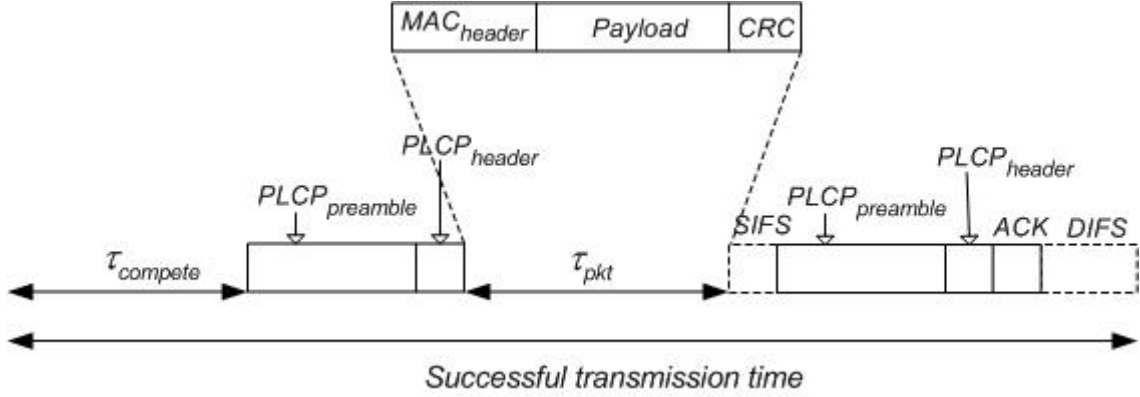 MAC_header Payload CRC
PLCP_header
PLCP_header
PLCP_preamble
PLCP_preamble
SIFS ACK DIFS
τ_compete τ_pkt
Successful transmission time